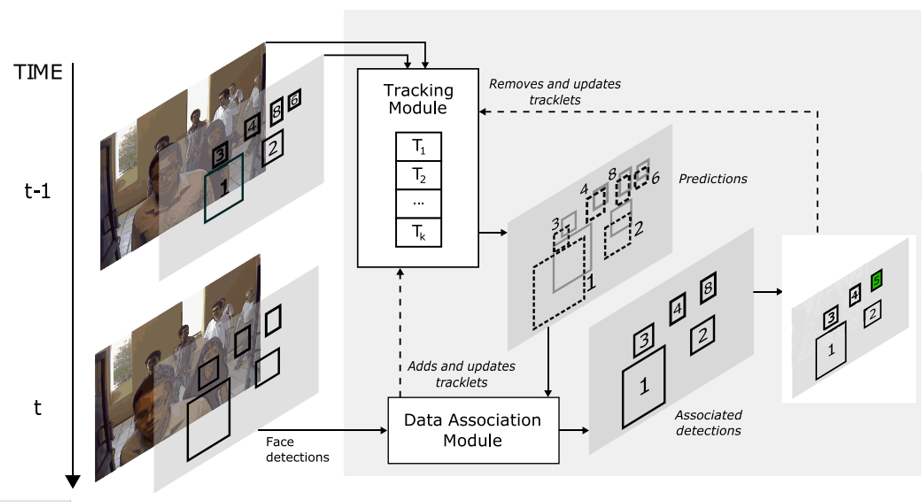 TIME
t-1
t
3
4
8
6
1
2
Tracking
Module
T1
T2
...
Tk
Removes and updates
tracklets
3
4
8
6
2
1
Predictions
Adds and updates
tracklets
Face
detections
Data Association
Module
3
4
8
1
2
Associated
detections
3
4
1
2